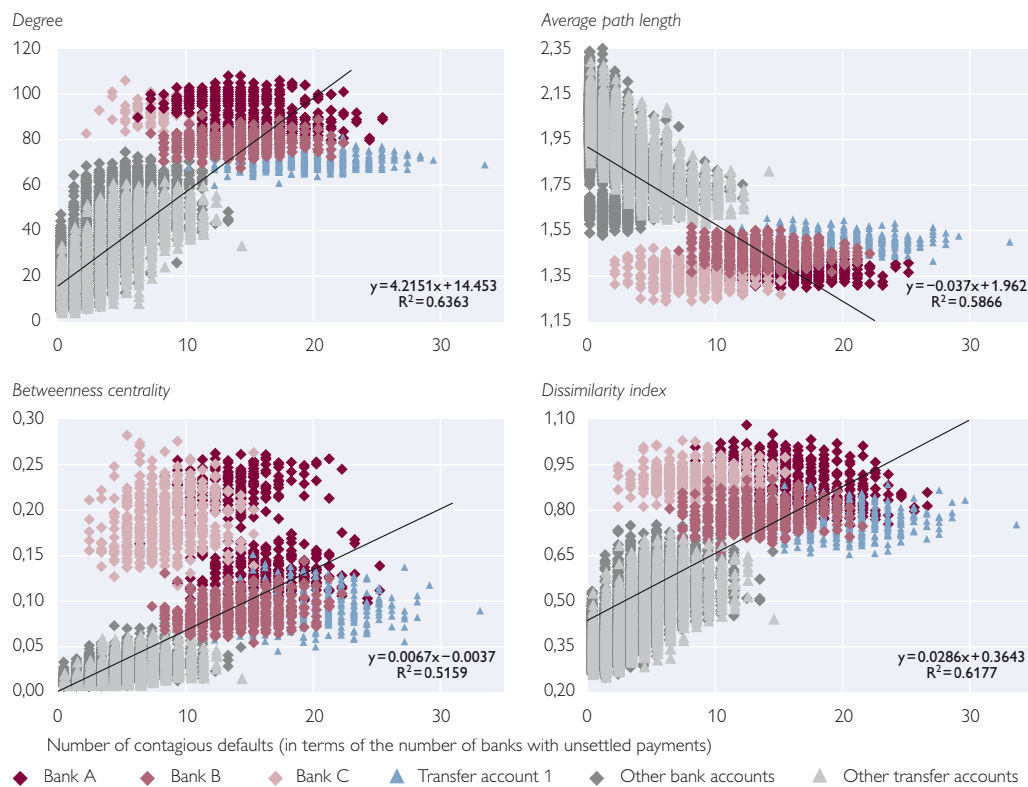 Degree
120
100
80
60
40
20
0
y=4.2151x+14.453
R²=0.6363
0 10 20 30
Average path length
2,35
2,15
1,95
1,75
1,55
1,35
1,15
y=−0.037x+1.962
R²=0.5866
0 10 20 30
Betweenness centrality
0,30
0,25
0,20
0,15
0,10
0,05
0,00
y=0.0067x−0.0037
R²=0.5159
0 10 20 30
Dissimilarity index
1,10
0,95
0,80
0,65
0,50
0,35
0,20
y=0.0286x+0.3643
R²=0.6177
0 10 20 30
Number of contagious defaults (in terms of the number of banks with unsettled payments)
Bank A Bank B Bank C Transfer account 1 Other bank accounts Other transfer accounts